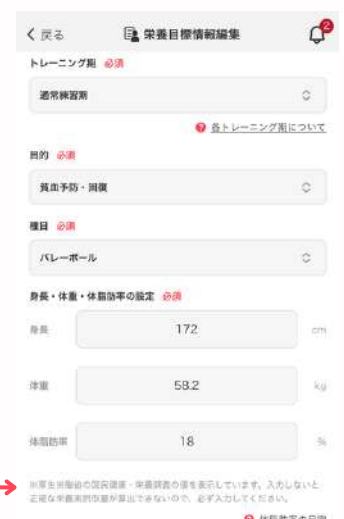 戻る
栄養目標情報編集
2
トレーニング期 必須
通常練習期
各トレーニング期について
目的 必須
貧血予防・回復
種目 必須
バレーボール
身長・体重・体脂肪率の設定 必須
身長 172 cm
体重 58.2 kg
体脂肪率 18 %
※厚生労働省の国民健康・栄養調査の値を表示しています。入力しないと
正確な栄養素摂取量が算出できないので、必ず入力してください。